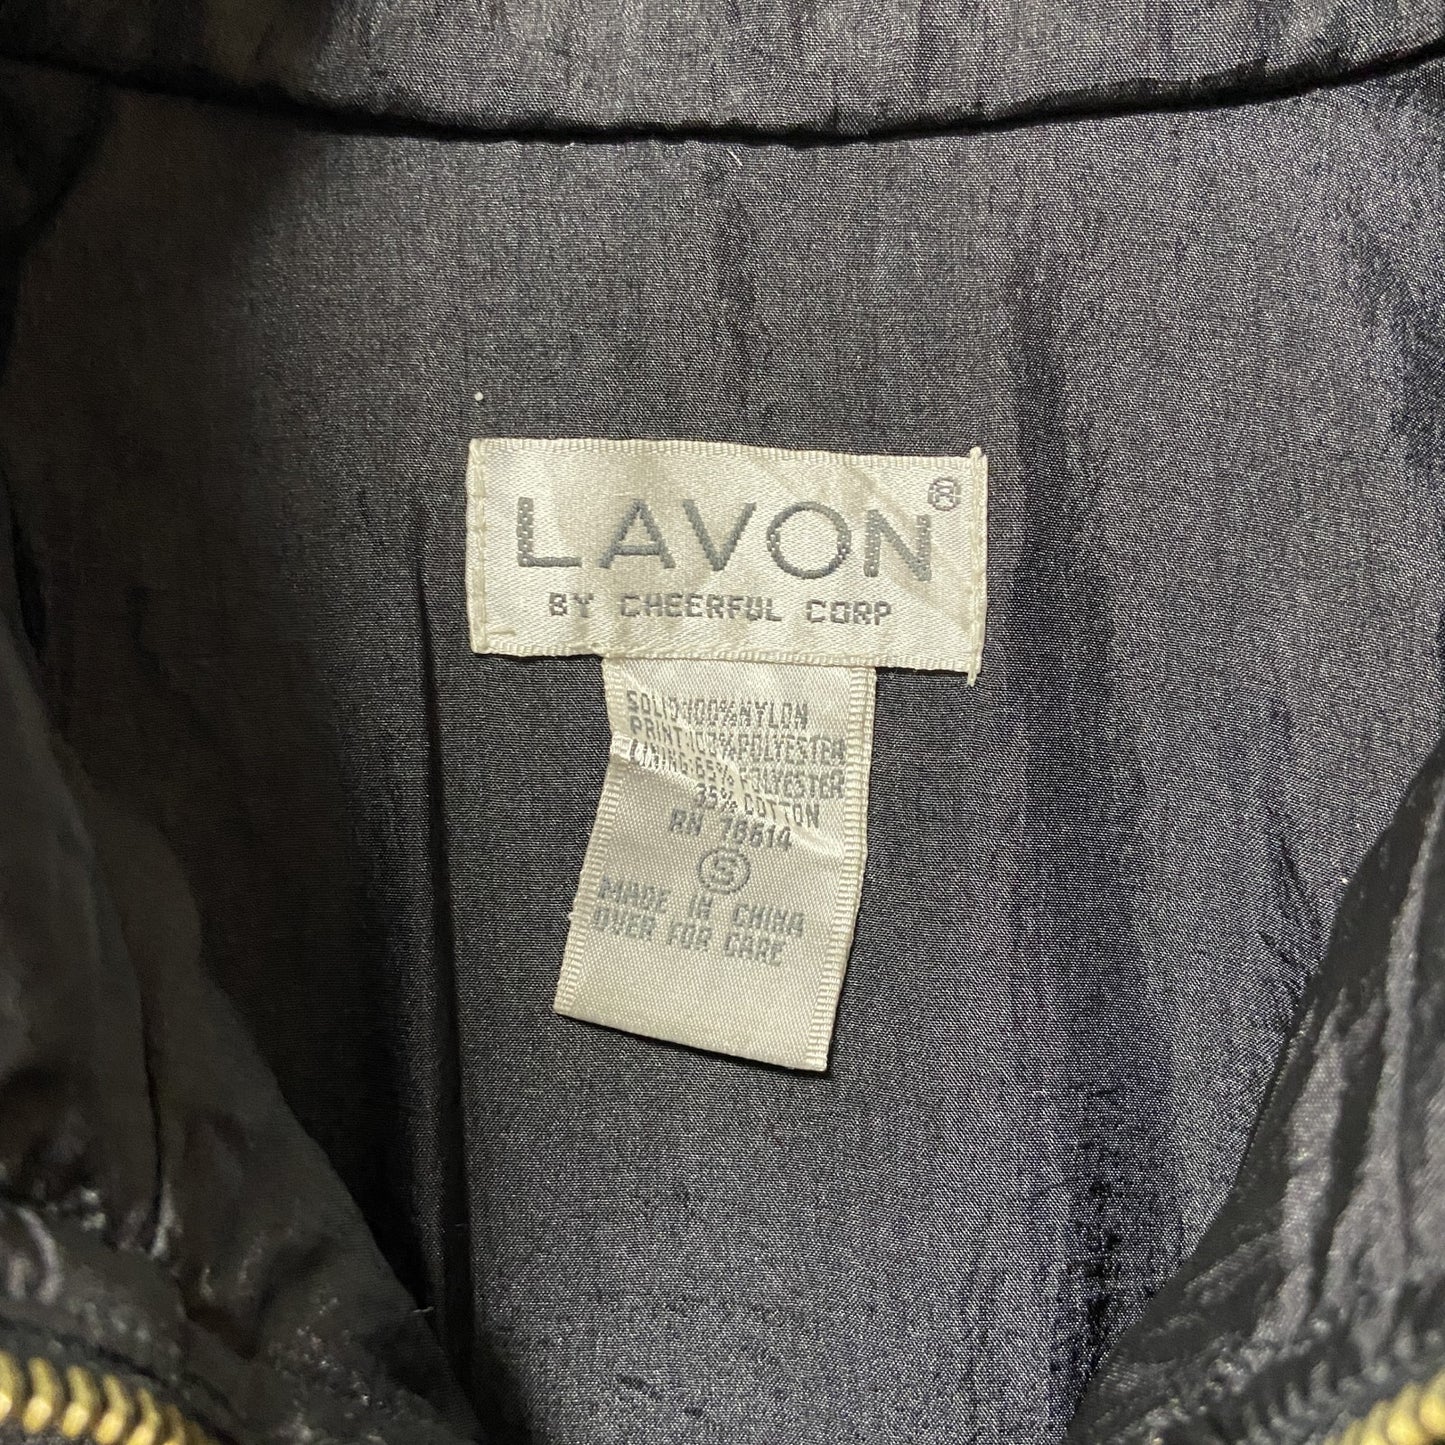 LAVON®
BY CHEERFUL CORP
SOLID:100%NYLON
PRINT:100%POLYESTER
LINING:65% POLYESTER
35% COTTON
RN 78614
S
MADE IN CHINA
OVER FOR CARE